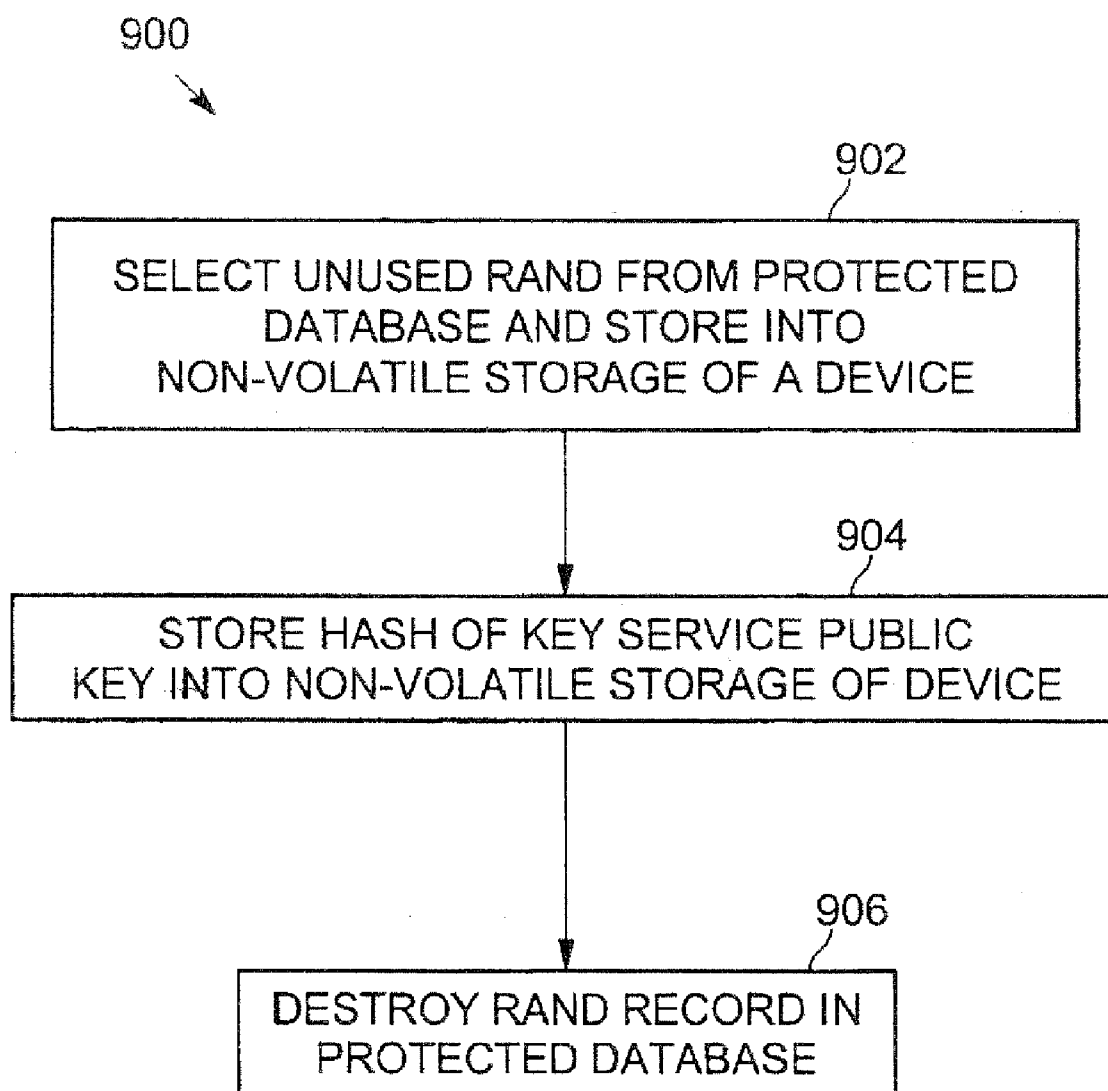 900
902
SELECT UNUSED RAND FROM PROTECTED
DATABASE AND STORE INTO
NON-VOLATILE STORAGE OF A DEVICE
904
STORE HASH OF KEY SERVICE PUBLIC
KEY INTO NON-VOLATILE STORAGE OF DEVICE
906
DESTROY RAND RECORD IN
PROTECTED DATABASE